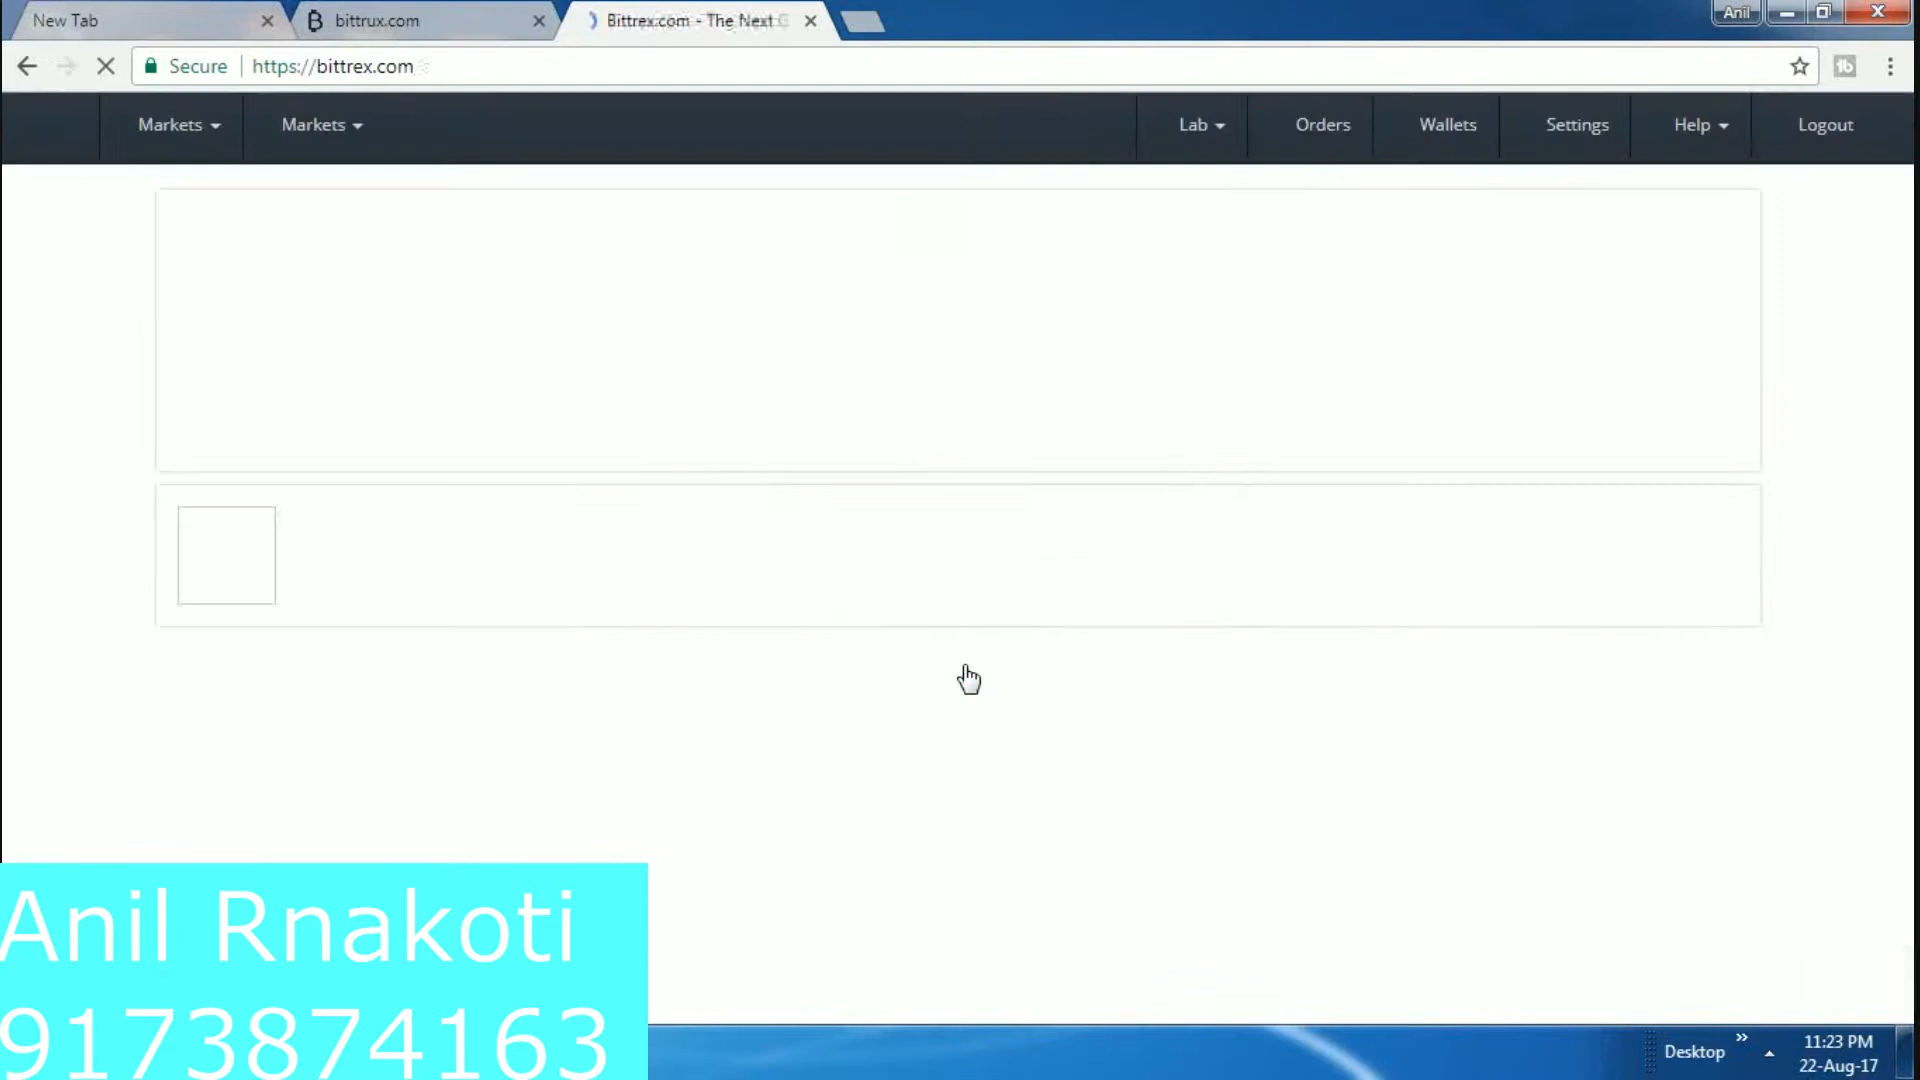 New Tab
bittrux.com
Bittrex.com - The Next G
Anil
Secure
https://bittrex.com
Markets
Markets
Lab
Orders
Wallets
Settings
Help
Logout
Anil Rnakoti
9173874163
Desktop
11:23 PM
22-Aug-17